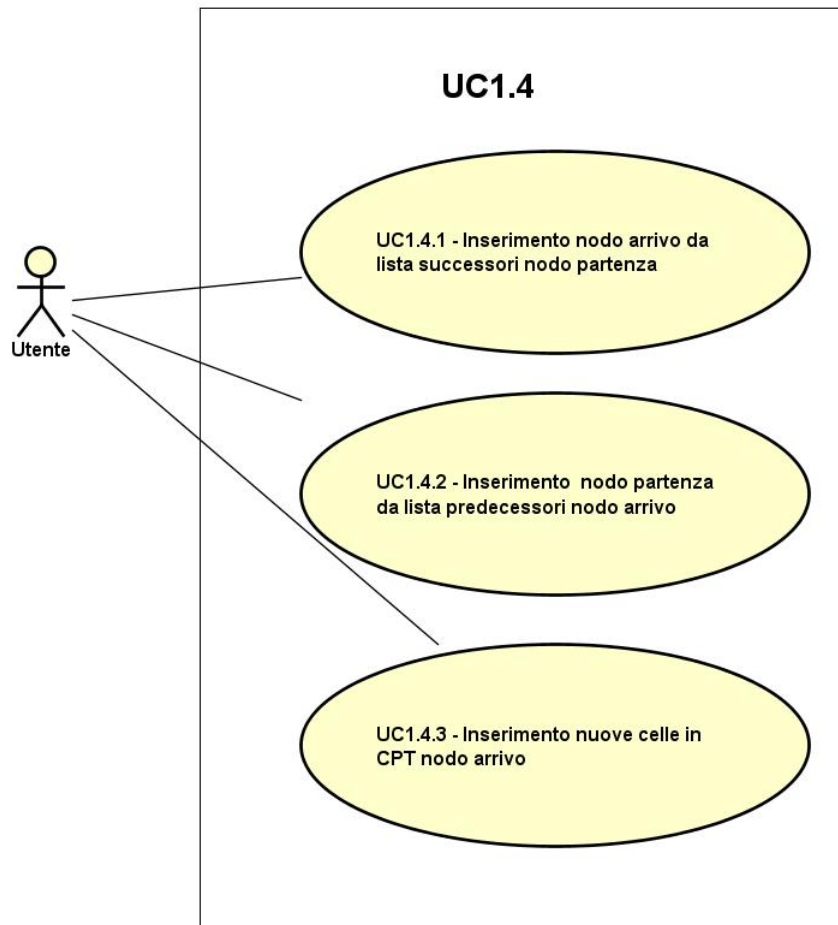 UC1.4
UC1.4.1 - Inserimento nodo arrivo da
lista successori nodo partenza
Utente
UC1.4.2 - Inserimento  nodo partenza
da lista predecessori nodo arrivo
UC1.4.3 - Inserimento nuove celle in
CPT nodo arrivo